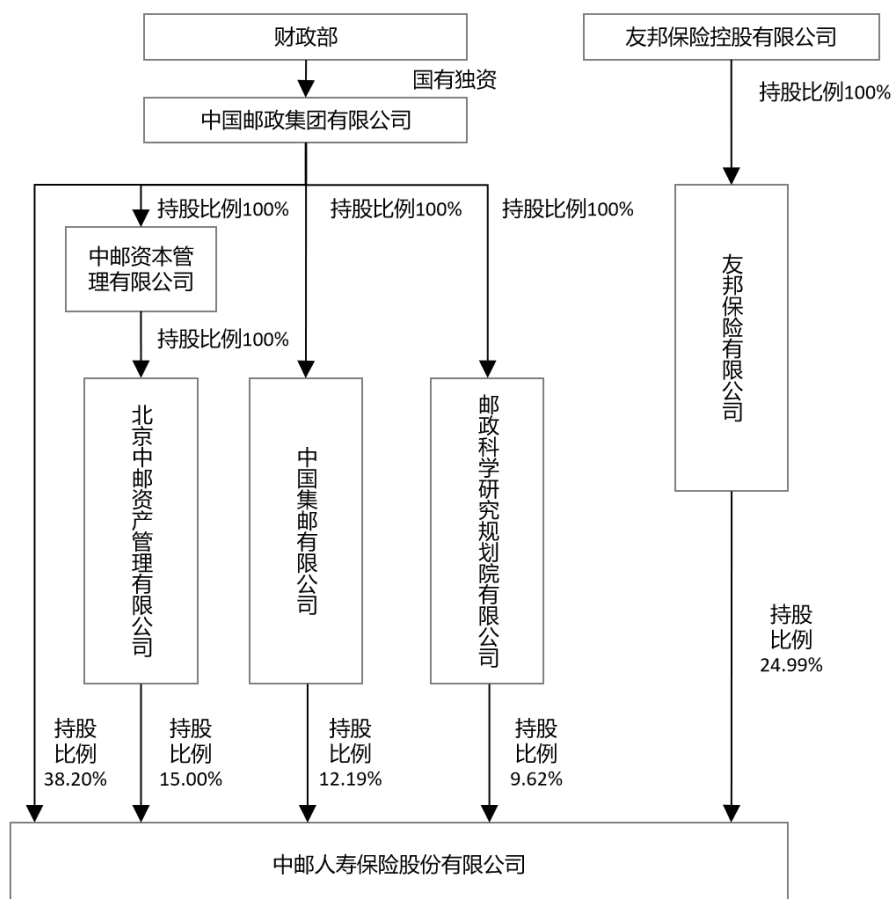 财政部
友邦保险控股有限公司
国有独资
持股比例100%
中国邮政集团有限公司
持股比例100%
持股比例100%
持股比例100%
中邮资本管
理有限公司
持股比例100%
友邦保险有限公司
北京中邮资产管理有限公司
中国集邮有限公司
邮政科学研究规划院有限公司
持股
比例
24.99%
持股
比例
38.20%
持股
比例
15.00%
持股
比例
12.19%
持股
比例
9.62%
中邮人寿保险股份有限公司